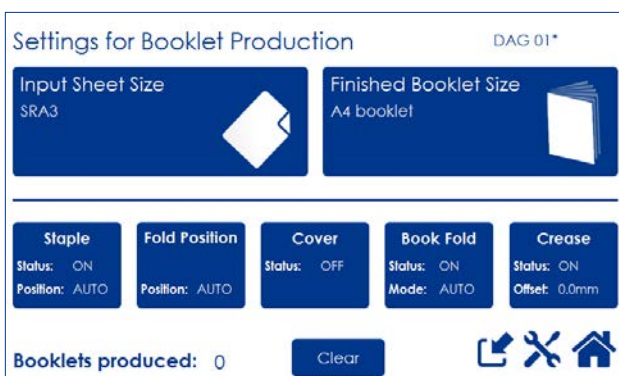 Settings for Booklet Production DAG 01*
Input Sheet Size
SRA3
Finished Booklet Size
A4 booklet
Staple
Status: ON
Position: AUTO
Fold Position
Position: AUTO
Cover
Status: OFF
Book Fold
Status: ON
Mode: AUTO
Crease
Status: ON
Offset: 0.0mm
Booklets produced: 0
Clear